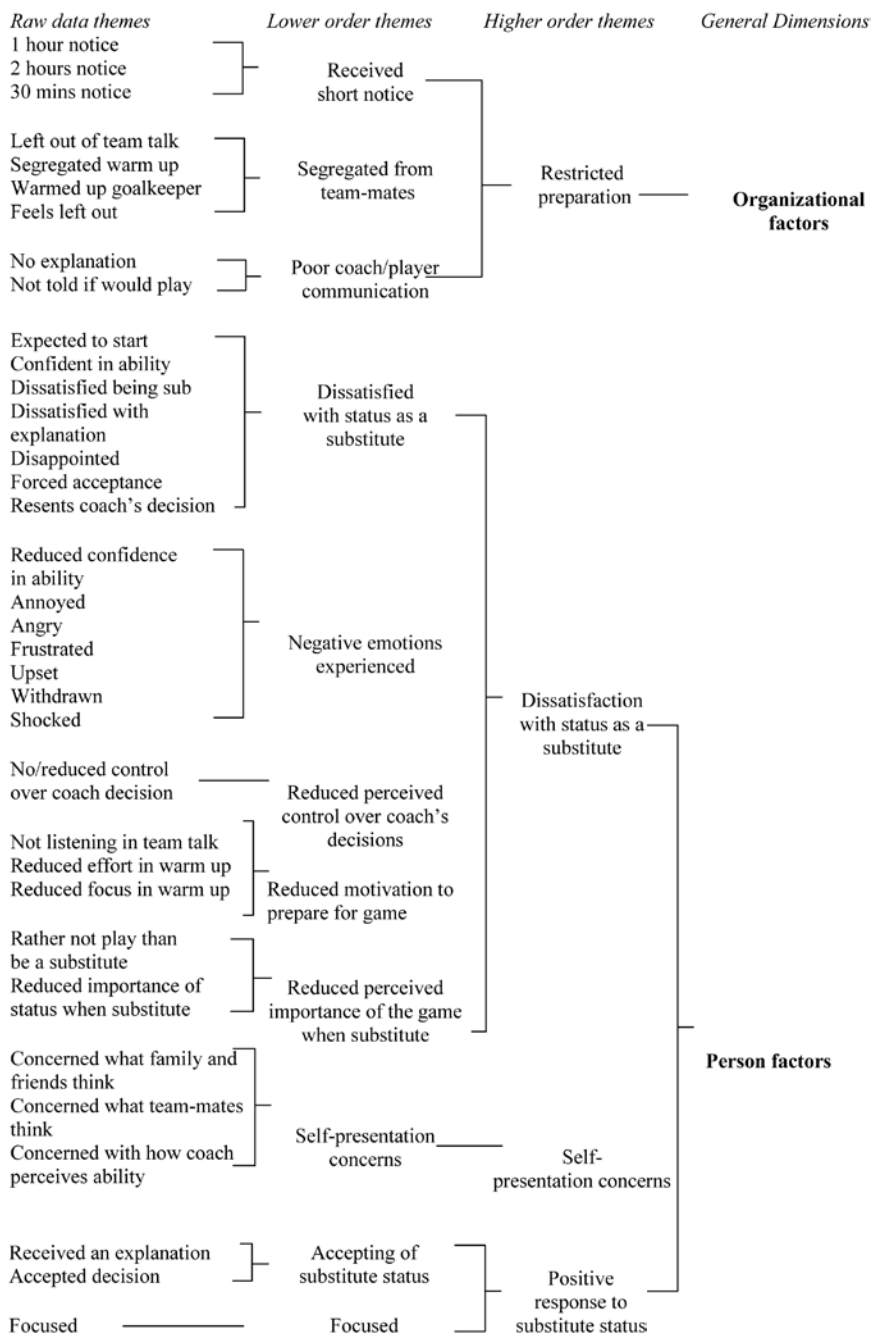 Raw data themes
Lower order themes
Higher order themes
General Dimensions
1 hour notice
2 hours notice
30 mins notice
Received
short notice
Left out of team talk
Segregated warm up
Warmed up goalkeeper
Feels left out
Segregated from
team-mates
Restricted
preparation
Organizational
factors
No explanation
Not told if would play
Poor coach/player
communication
Expected to start
Confident in ability
Dissatisfied being sub
Dissatisfied with
explanation
Disappointed
Forced acceptance
Resents coach’s decision
Dissatisfied
with status as a
substitute
Reduced confidence
in ability
Annoyed
Angry
Frustrated
Upset
Withdrawn
Shocked
Negative emotions
experienced
Dissatisfaction
with status as a
substitute
No/reduced control
over coach decision
Reduced perceived
control over coach’s
decisions
Not listening in team talk
Reduced effort in warm up
Reduced focus in warm up
Reduced motivation to
prepare for game
Rather not play than
be a substitute
Reduced importance of
status when substitute
Reduced perceived
importance of the game
when substitute
Person factors
Concerned what family and
friends think
Concerned what team-mates
think
Concerned with how coach
perceives ability
Self-presentation
concerns
Self-
presentation concerns
Received an explanation
Accepted decision
Accepting of
substitute status
Positive
response to
substitute status
Focused
Focused